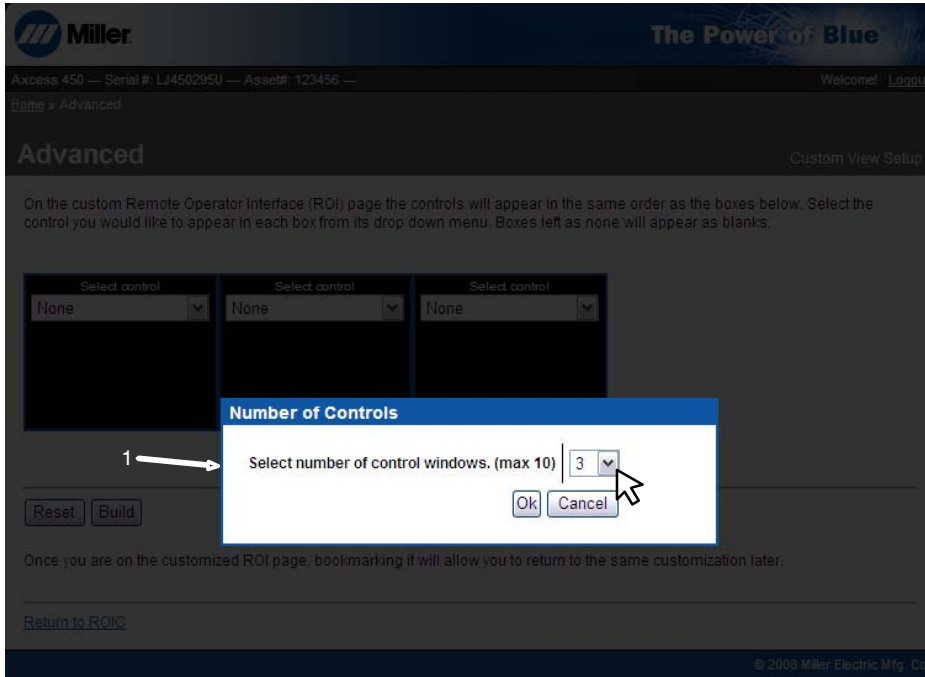 Miller
The Power of Blue
Axcess 450 — Serial #: LJ450295U — Asset#: 123456 —
Welcome! Logou
Home » Advanced
Advanced
Custom View Setup
On the custom Remote Operator Interface (ROI) page the controls will appear in the same order as the boxes below. Select the
control you would like to appear in each box from its drop down menu. Boxes left as none will appear as blanks.
Select control Select control Select control
None None None
Number of Controls
1
Select number of control windows. (max 10) 3
Ok Cancel
Reset Build
Once you are on the customized ROI page, bookmarking it will allow you to return to the same customization later.
Return to ROIC
© 2008 Miller Electric Mfg. Co